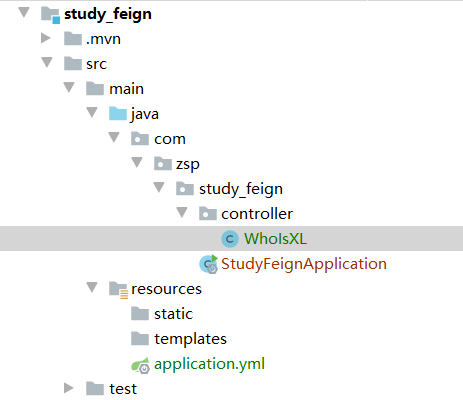 study_feign
.mvn
src
main
java
com
zsp
study_feign
controller
WhoIsXL
StudyFeignApplication
resources
static
templates
application.yml
test